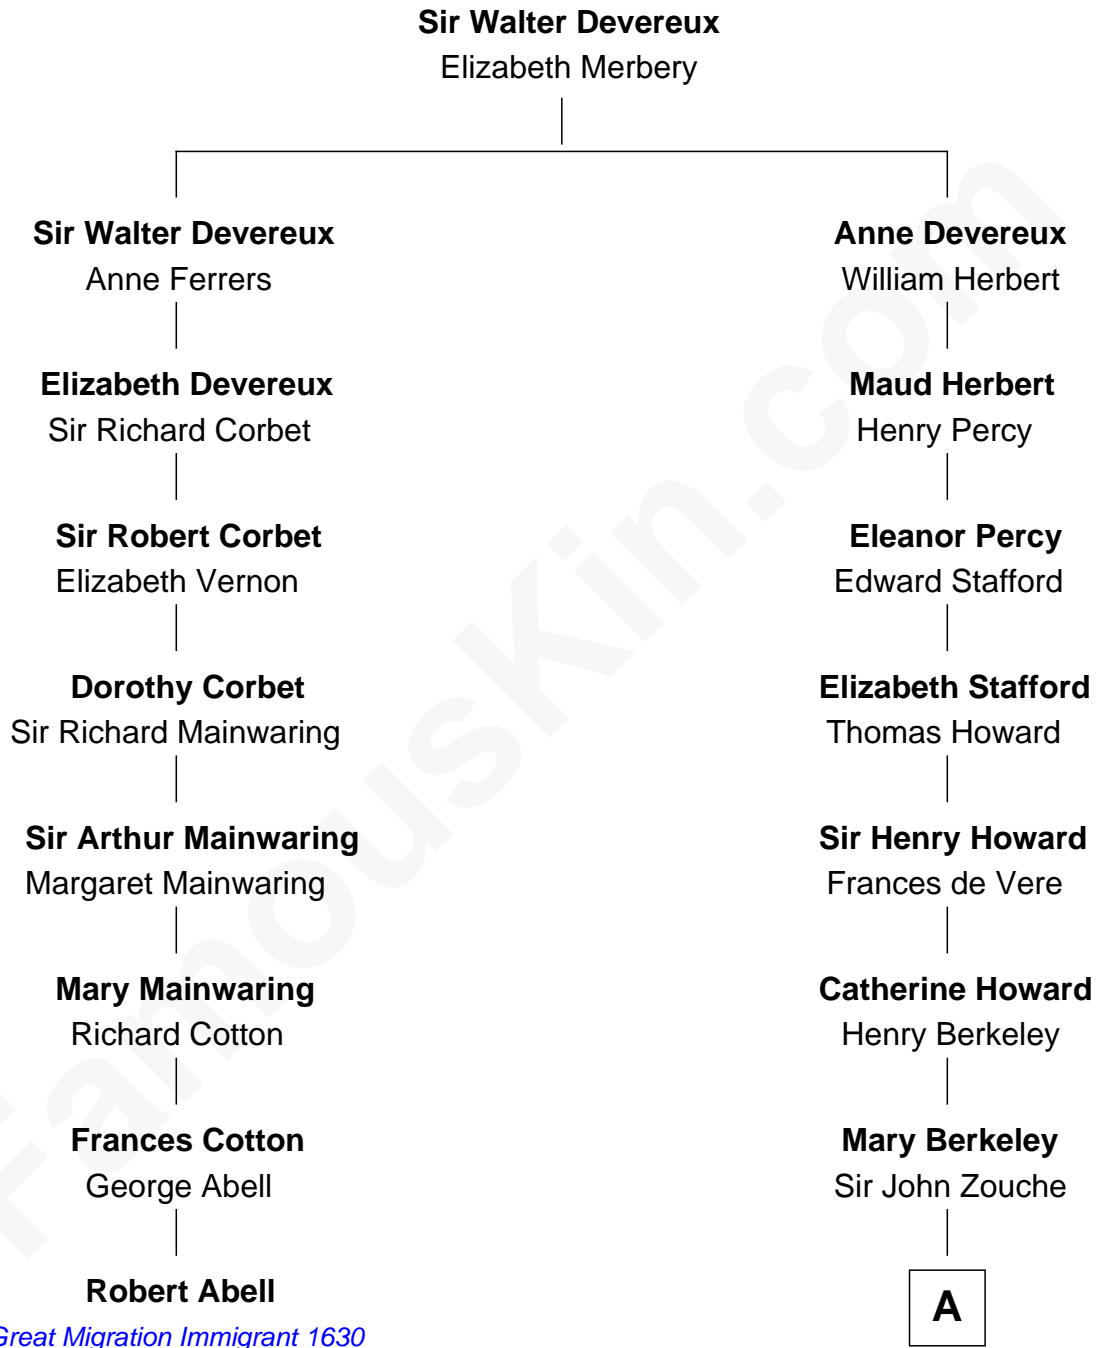 Sir Walter Devereux
Elizabeth Merbery
Sir Walter Devereux
Anne Ferrers
Elizabeth Devereux
Sir Richard Corbet
Sir Robert Corbet
Elizabeth Vernon
Dorothy Corbet
Sir Richard Mainwaring
Sir Arthur Mainwaring
Margaret Mainwaring
Mary Mainwaring
Richard Cotton
Frances Cotton
George Abell
Robert Abell
Great Migration Immigrant 1630
Anne Devereux
William Herbert
Maud Herbert
Henry Percy
Eleanor Percy
Edward Stafford
Elizabeth Stafford
Thomas Howard
Sir Henry Howard
Frances de Vere
Catherine Howard
Henry Berkeley
Mary Berkeley
Sir John Zouche
A
FamousKin.com